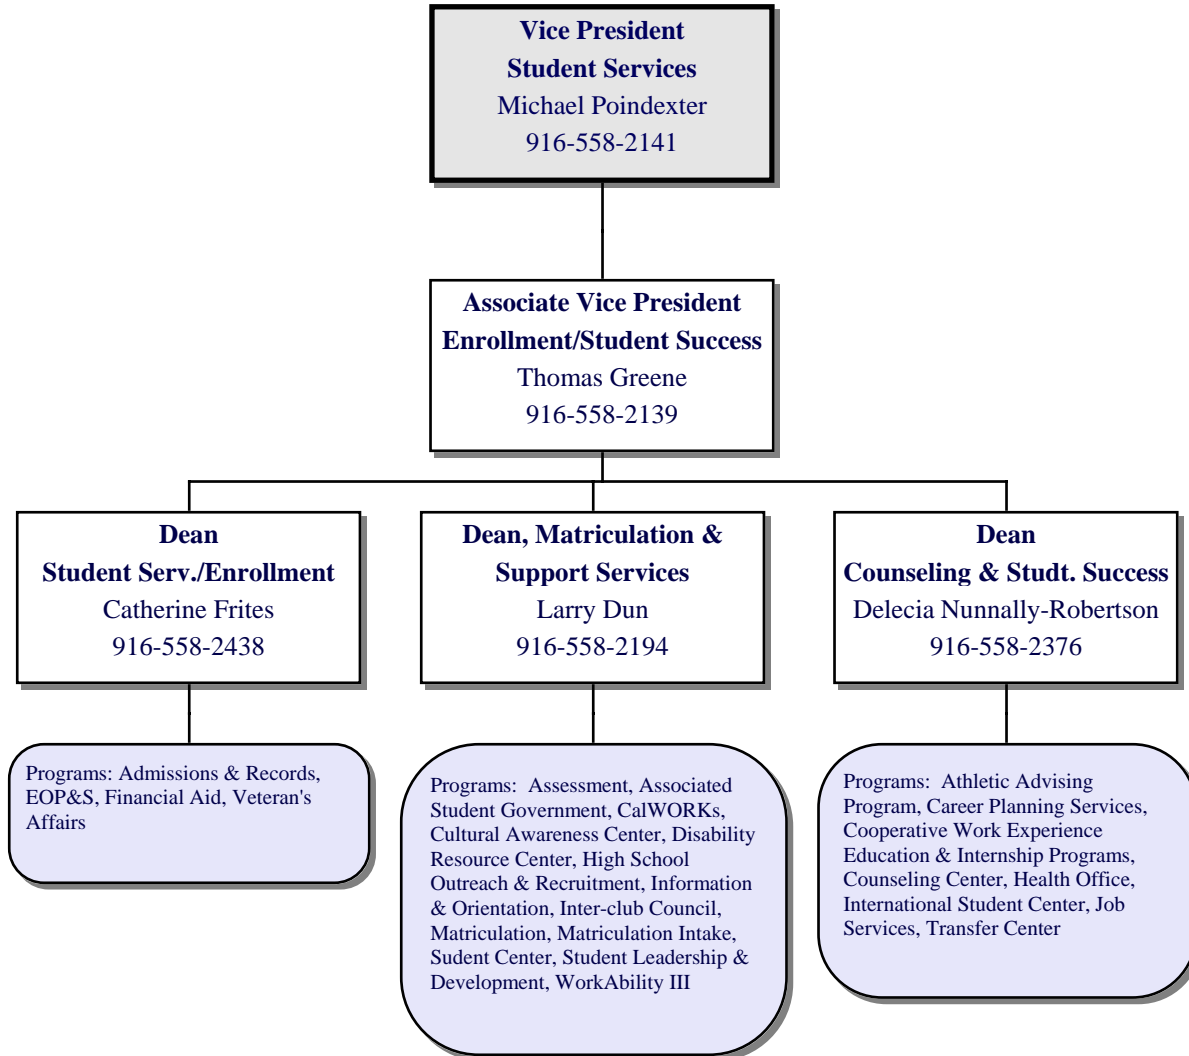 Vice President
Student Services
Michael Poindexter
916-558-2141
Associate Vice President
Enrollment/Student Success
Thomas Greene
916-558-2139
Dean
Student Serv./Enrollment
Catherine Frites
916-558-2438
Dean, Matriculation &
Support Services
Larry Dun
916-558-2194
Dean
Counseling & Studt. Success
Delecia Nunnally-Robertson
916-558-2376
Programs: Admissions & Records,
EOP&S, Financial Aid, Veteran's
Affairs
Programs:  Assessment, Associated
Student Government, CalWORKs,
Cultural Awareness Center, Disability
Resource Center, High School
Outreach & Recruitment, Information
& Orientation, Inter-club Council,
Matriculation, Matriculation Intake,
Sudent Center, Student Leadership &
Development, WorkAbility III
Programs:  Athletic Advising
Program, Career Planning Services,
Cooperative Work Experience
Education & Internship Programs,
Counseling Center, Health Office,
International Student Center, Job
Services, Transfer Center